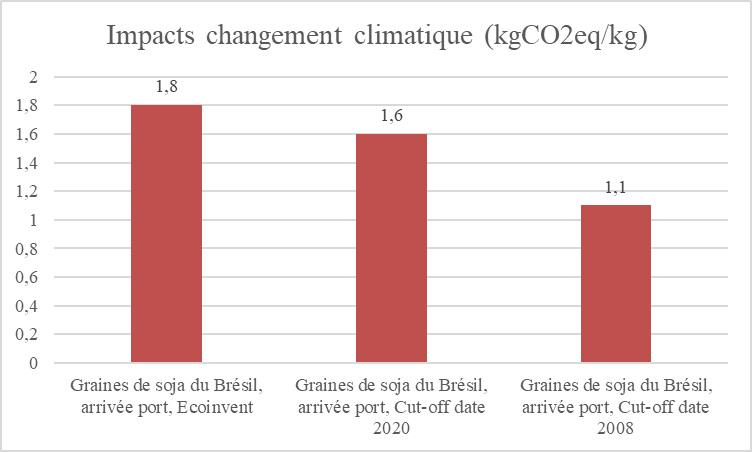 Impacts changement climatique (kgCO2eq/kg)
2
1,8
1,6
1,4
1,2
1
0,8
0,6
0,4
0,2
0
1,8
1,6
1,1
Graines de soja du Brésil,
arrivée port, Ecoinvent
Graines de soja du Brésil,
arrivée port, Cut-off date
2020
Graines de soja du Brésil,
arrivée port, Cut-off date
2008